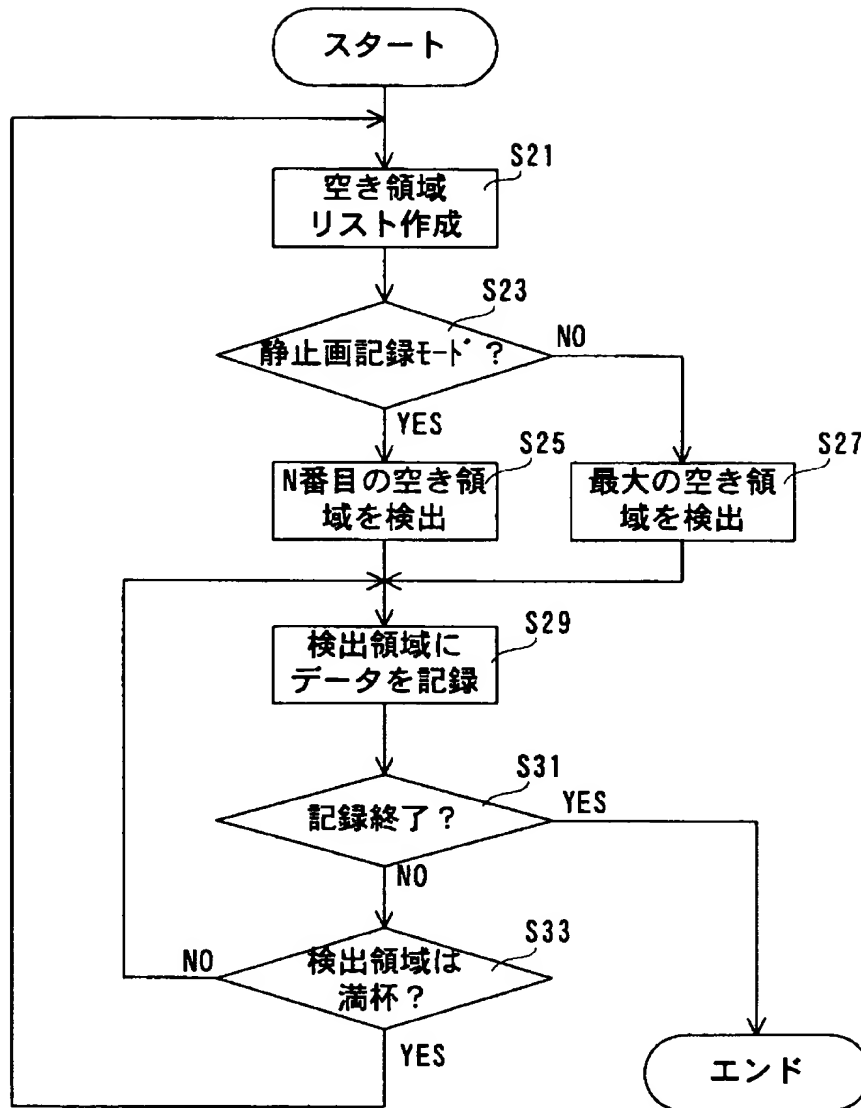 スタート
S21
空き領域
リスト作成
S23
静止画記録ﾓｰﾄﾞ?
NO
YES
S25
N番目の空き領
域を検出
S27
最大の空き領
域を検出
S29
検出領域に
データを記録
S31
記録終了?
YES
NO
S33
検出領域は
満杯?
NO
YES
エンド